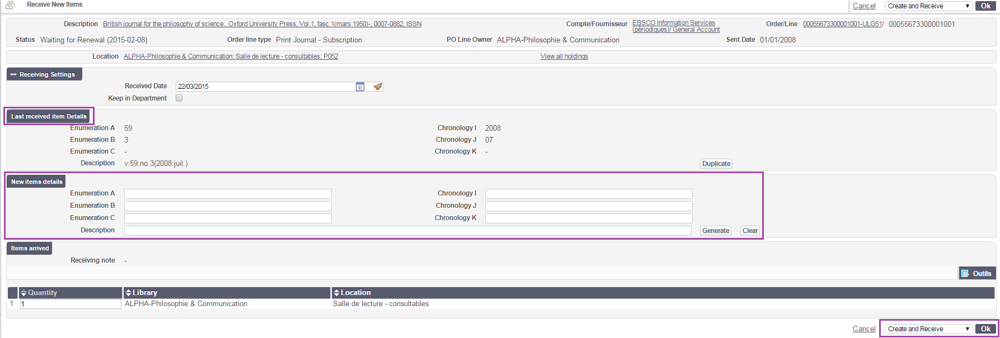 Receive New Items
Cancel Create and Receive Ok
Description British journal for the philosophy of science., Oxford University Press, Vol.1, fasc.1(mars 1950)-, 0007-0882, ISSN Compte/Fournisseur EBSCO Information Services (périodiques)/ General Account Order/Line 00055673300001001-ULG51/ 00055673300001001
Status Waiting for Renewal (2015-02-08) Order line type Print Journal - Subscription PO Line Owner ALPHA-Philosophie & Communication Sent Date 01/01/2008
Location ALPHA-Philosophie & Communication: Salle de lecture - consultables; P052 View all holdings
Receiving Settings
Received Date 22/03/2015
Keep in Department
Last received item Details
Enumeration A 59 Chronology I 2008
Enumeration B 3 Chronology J 07
Enumeration C - Chronology K -
Description v.59:no.3(2008:juil.) Duplicate
New items details
Enumeration A Chronology I
Enumeration B Chronology J
Enumeration C Chronology K
Description Generate Clear
Items arrived
Receiving note -
Outils
Quantity Library Location
1 1 ALPHA-Philosophie & Communication Salle de lecture - consultables
Cancel Create and Receive Ok